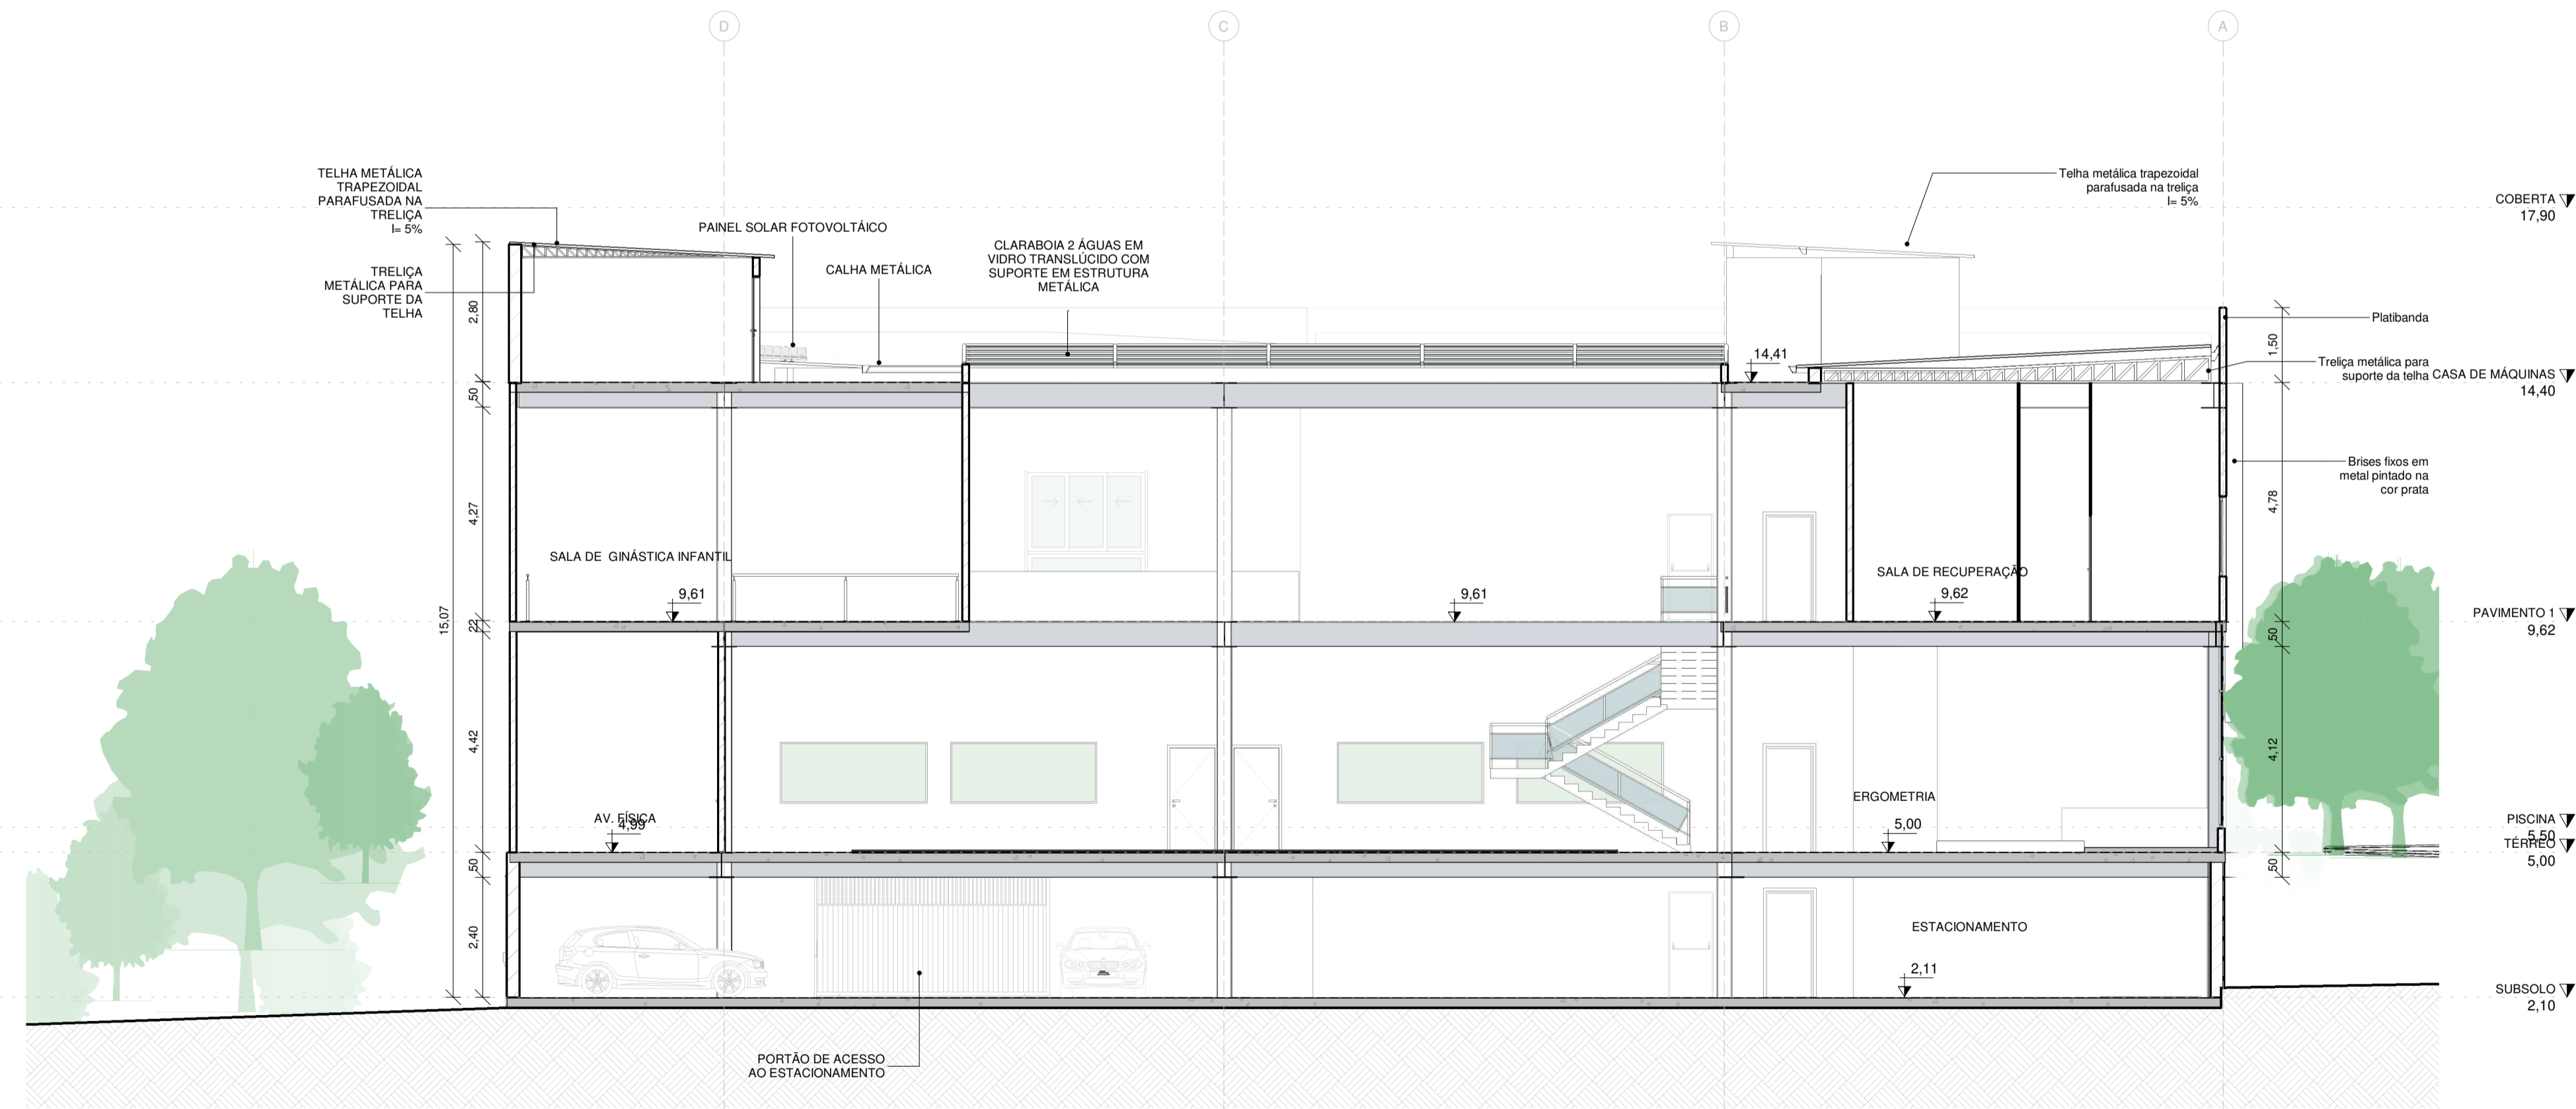 D
C
B
A
TELHA METÁLICA
TRAPEZOIDAL
PARAFUSADA NA
TRELIÇA
I= 5%
TRELIÇA
METÁLICA PARA
SUPORTE DA
TELHA
PAINEL SOLAR FOTOVOLTÁICO
CALHA METÁLICA
CLARABOIA 2 ÁGUAS EM
VIDRO TRANSLÚCIDO COM
SUPORTE EM ESTRUTURA
METÁLICA
Telha metálica trapezoidal
parafusada na treliça
I= 5%
COBERTA
17,90
Platibanda
Treliça metálica para
suporte da telha
CASA DE MÁQUINAS
14,40
Brises fixos em
metal pintado na
cor prata
14,41
2,80
50
4,27
22
4,42
50
2,40
15,07
1,50
4,78
50
4,12
50
SALA DE GINÁSTICA INFANTIL
9,61
9,61
SALA DE RECUPERAÇÃO
9,62
PAVIMENTO 1
9,62
AV. FÍSICA
4,99
ERGOMETRIA
5,00
PISCINA
5,50
TÉRREO
5,00
ESTACIONAMENTO
2,11
SUBSOLO
2,10
PORTÃO DE ACESSO
AO ESTACIONAMENTO